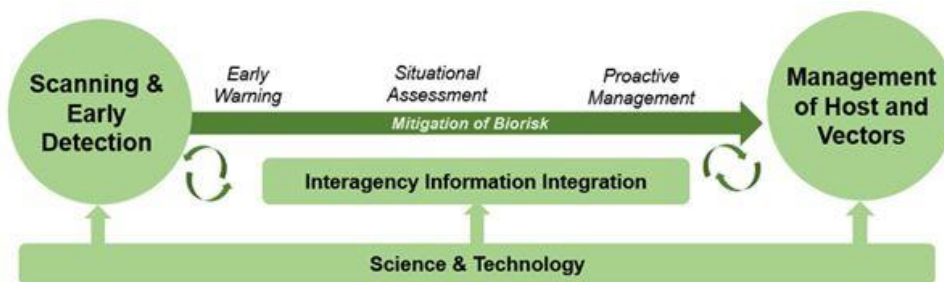 Scanning &
Early
Detection
Early
Warning
Situational
Assessment
Proactive
Management
Mitigation of Biorisk
Management
of Host and
Vectors
Interagency Information Integration
Science & Technology